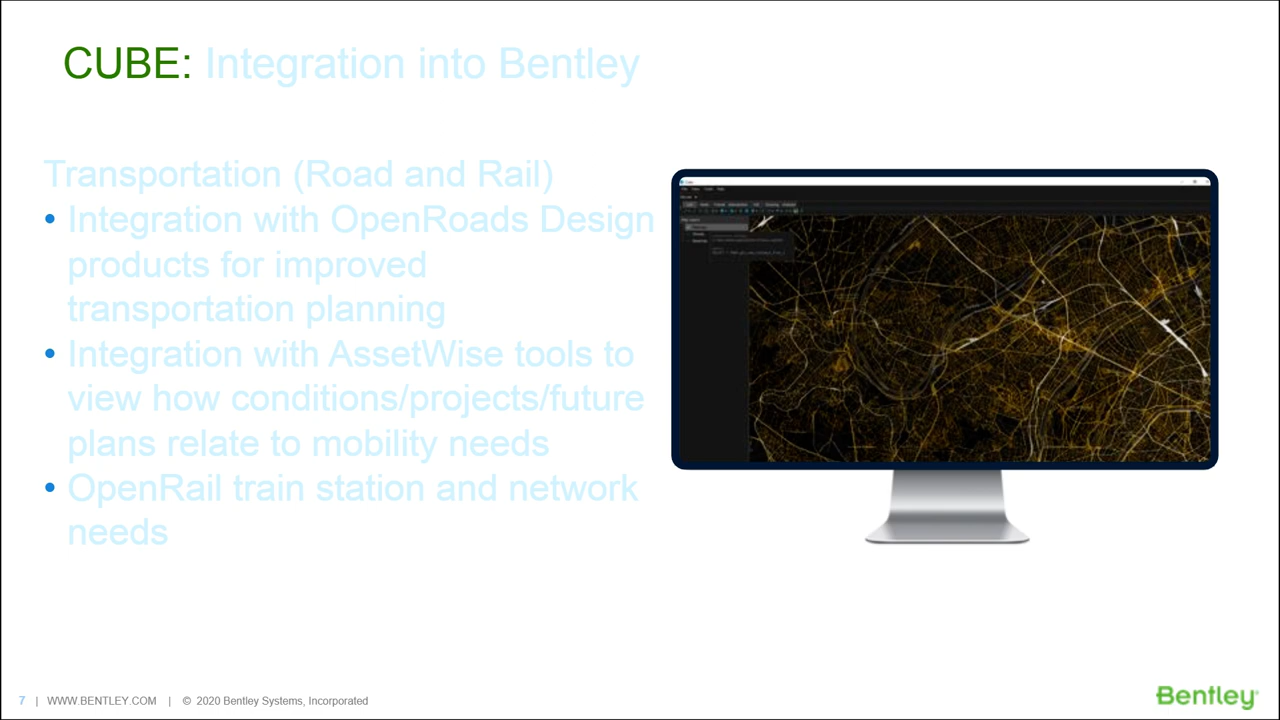 CUBE: Integration into Bentley
Transportation (Road and Rail)
• Integration with OpenRoads Design
products for improved
transportation planning
• Integration with AssetWise tools to
view how conditions/projects/future
plans relate to mobility needs
• OpenRail train station and network
needs
7 | WWW.BENTLEY.COM | © 2020 Bentley Systems, Incorporated
Bentley